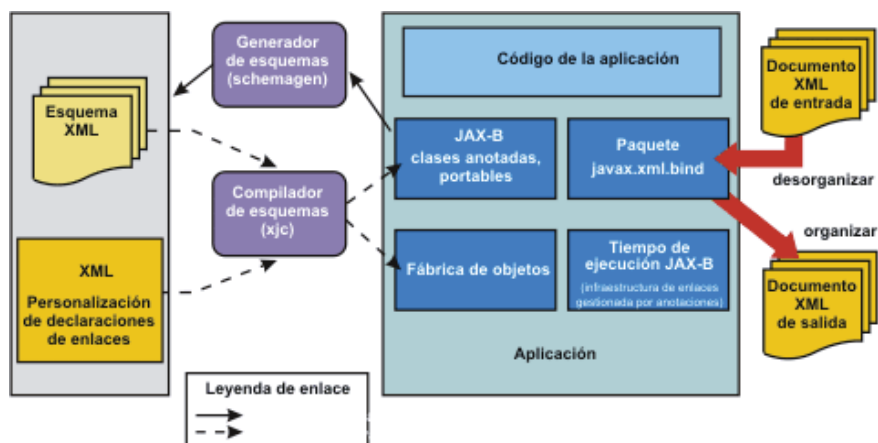 Generador
de esquemas
(schemagen)
Código de la aplicación
Documento
XML
de entrada
Esquema
XML
JAX-B
clases anotadas,
portables
Paquete
javax.xml.bind
desorganizar
Compilador
de esquemas
(xjc)
organizar
XML
Personalización
de declaraciones
de enlaces
Fábrica de objetos
Tiempo de
ejecución JAX-B
(infraestructura de enlaces
gestionada por anotaciones)
Documento
XML
de salida
Aplicación
Leyenda de enlace